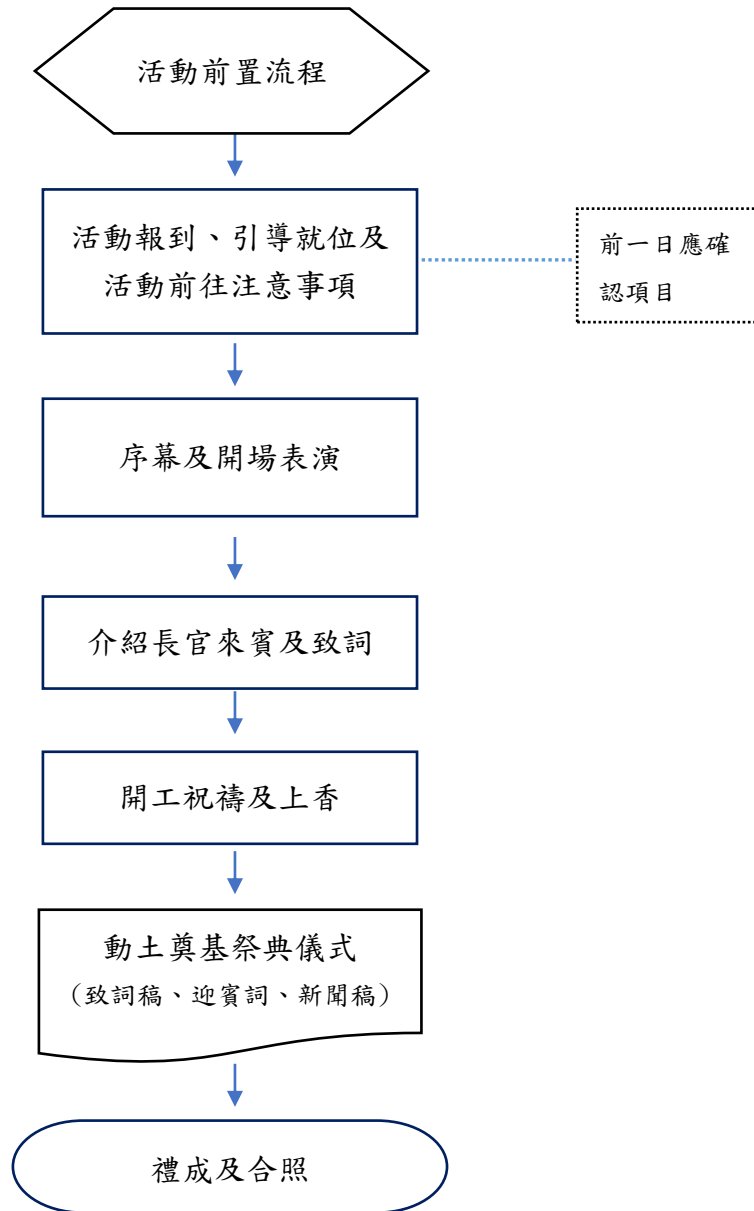 活動前置流程
活動報到、引導就位及
活動前往注意事項
前一日應確
認項目
序幕及開場表演
介紹長官來賓及致詞
開工祝禱及上香
動土奠基祭典儀式
（致詞稿、迎賓詞、新聞稿）
禮成及合照